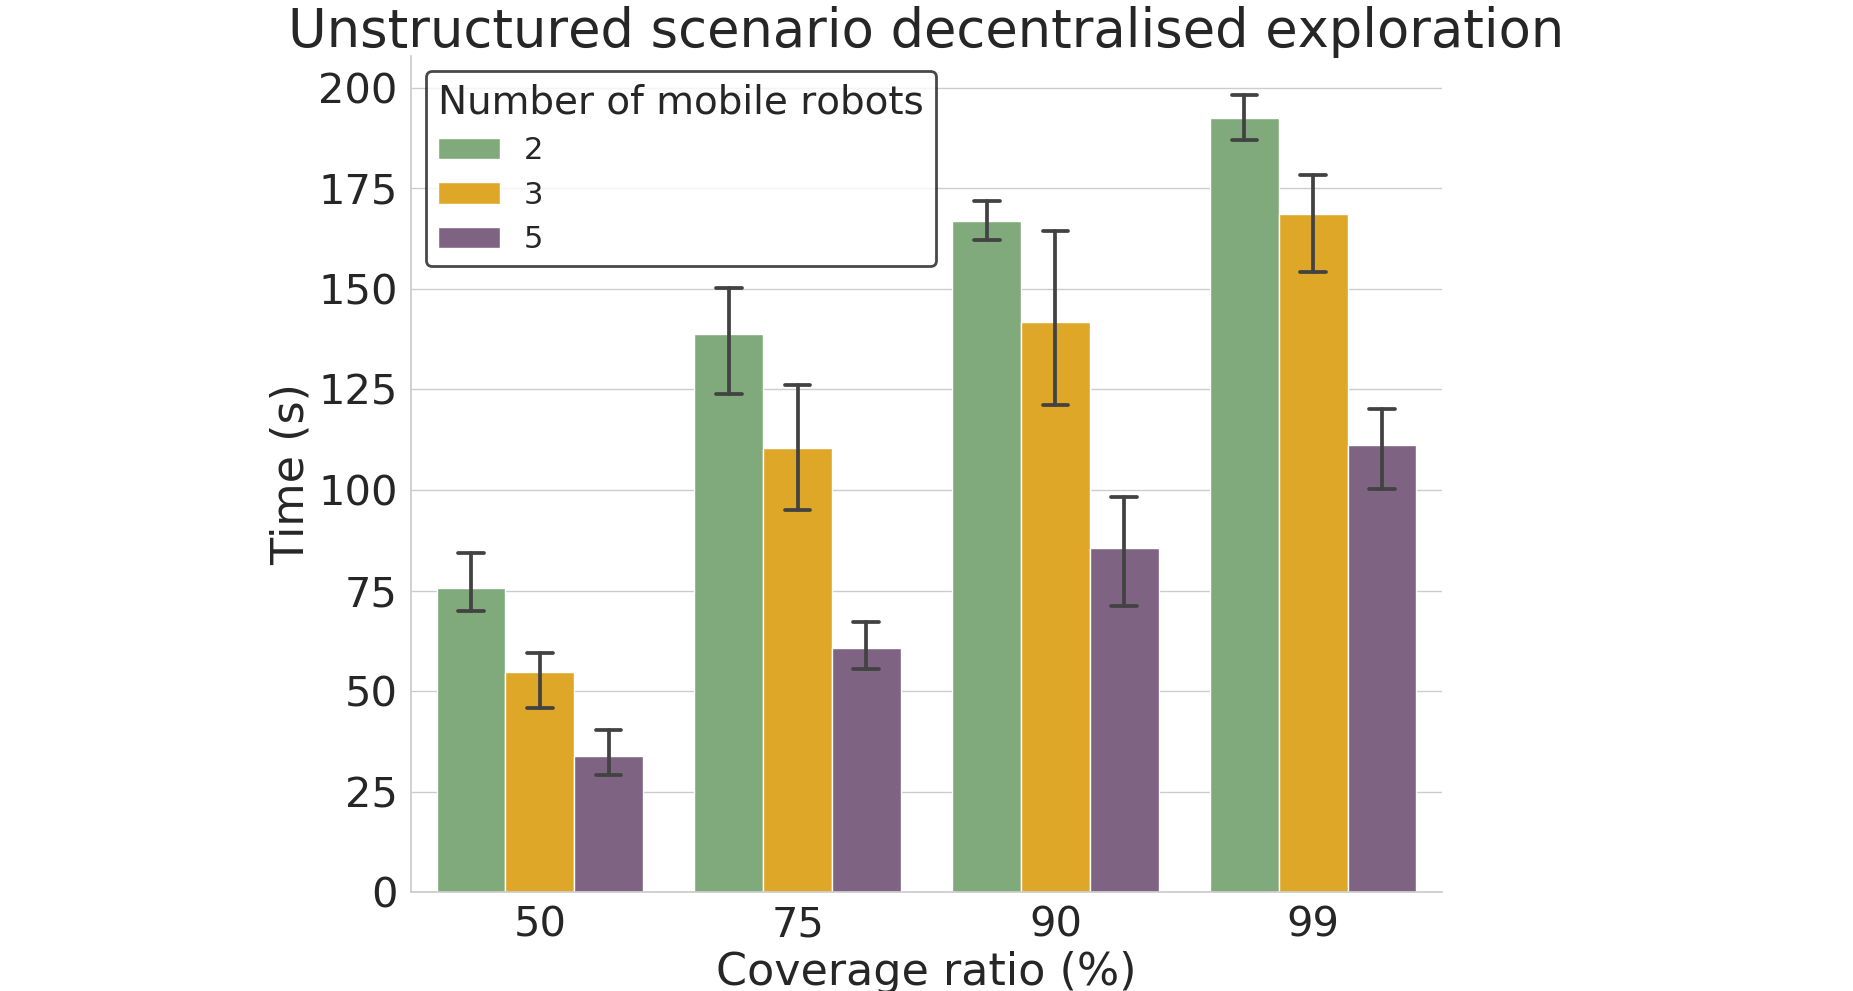 Unstructured scenario decentralised exploration
Number of mobile robots
2
3
5
Time (s)
200
175
150
125
100
75
50
25
0
50 75 90 99
Coverage ratio (%)